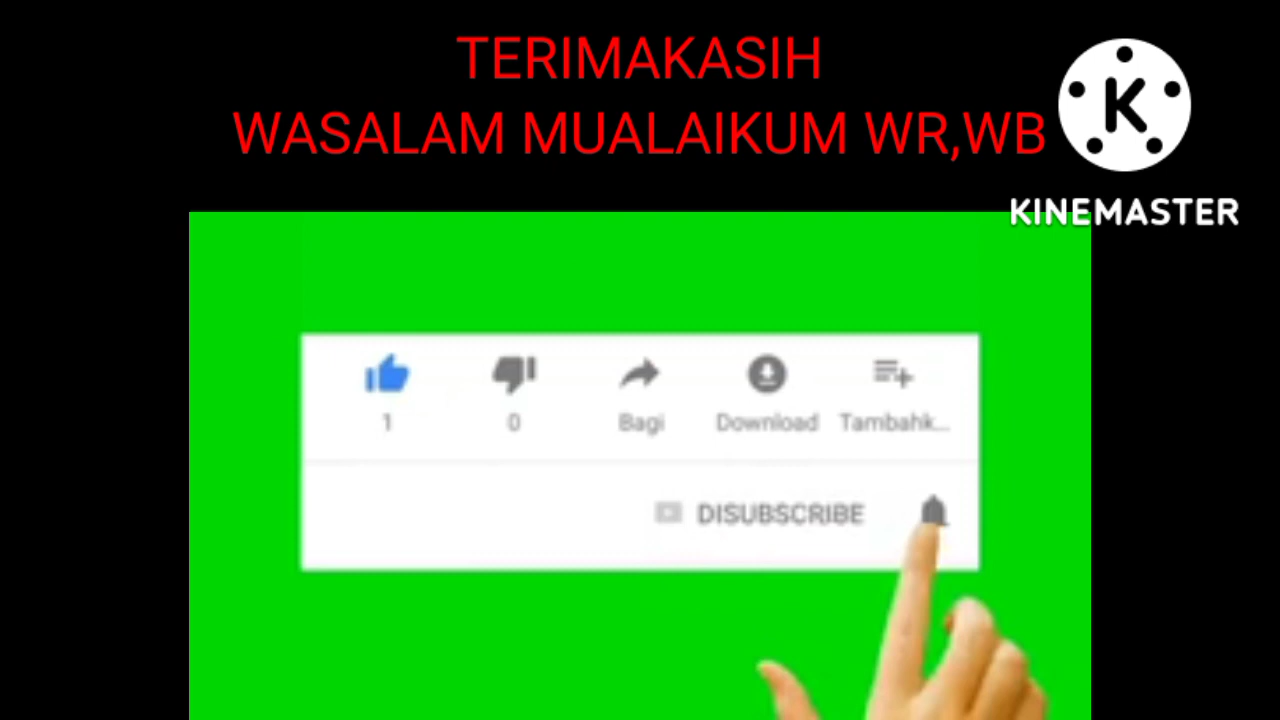 TERIMAKASIH
WASALAM MUALAIKUM WR,WB
K
KINEMASTER
1 0 Bagi Download Tambahk...
DISUBSCRIBE